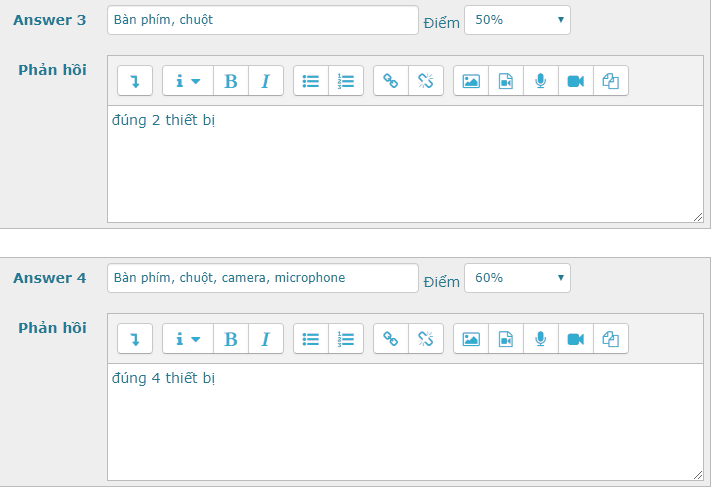 Answer 3 Bàn phím, chuột Điểm 50%
Phản hồi
đúng 2 thiết bị
Answer 4 Bàn phím, chuột, camera, microphone Điểm 60%
Phản hồi
đúng 4 thiết bị